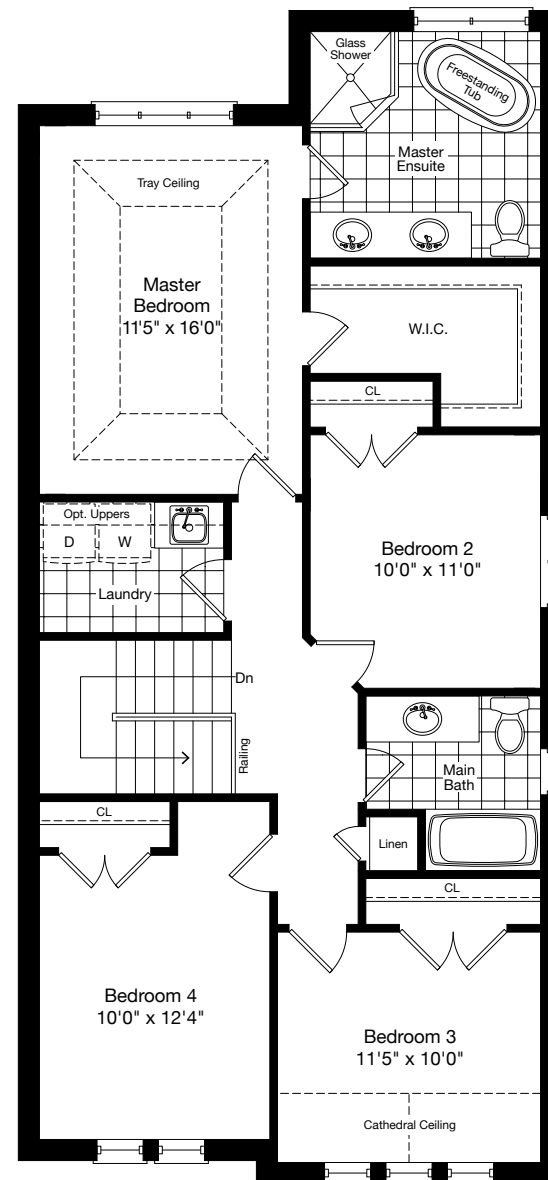 Glass
Shower
Freestanding
Tub
Master
Ensuite
Tray Ceiling
Master
Bedroom
11'5" x 16'0"
W.I.C.
CL
Opt. Uppers
D
W
Laundry
Bedroom 2
10'0" x 11'0"
Dn
Railing
Main
Bath
CL
Linen
CL
Bedroom 4
10'0" x 12'4"
Bedroom 3
11'5" x 10'0"
Cathedral Ceiling